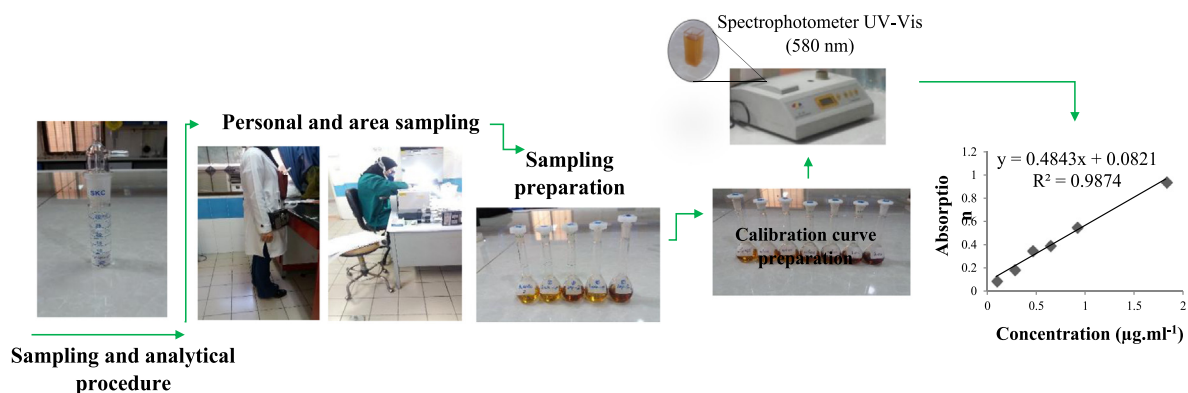 Spectrophotometer UV-Vis
(580 nm)
Personal and area sampling
Sampling
preparation
SKC
Sampling and analytical
procedure
Calibration curve
preparation
y = 0.4843x + 0.0821
R² = 0.9874
Absorptio
n
1.2
1
0.8
0.6
0.4
0.2
0
0
0.5
1
1.5
2
Concentration (µg.ml⁻¹)